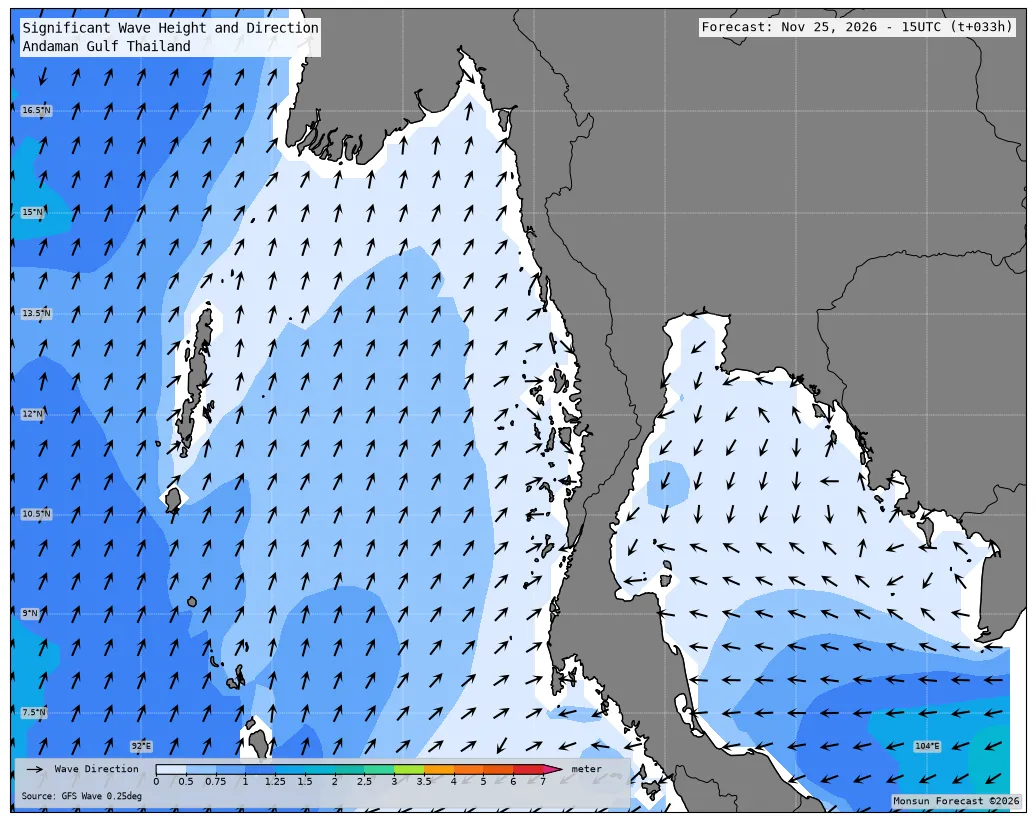 Significant Wave Height and Direction
Andaman Gulf Thailand
Forecast: Nov 25, 2026 - 15UTC (t+033h)
16.5°N
15°N
13.5°N
12°N
10.5°N
9°N
7.5°N
92°E
104°E
Wave Direction
meter
0 0.5 0.75 1 1.25 1.5 2 2.5 3 3.5 4 5 6 7
Source: GFS Wave 0.25deg
Monsun Forecast ©2026